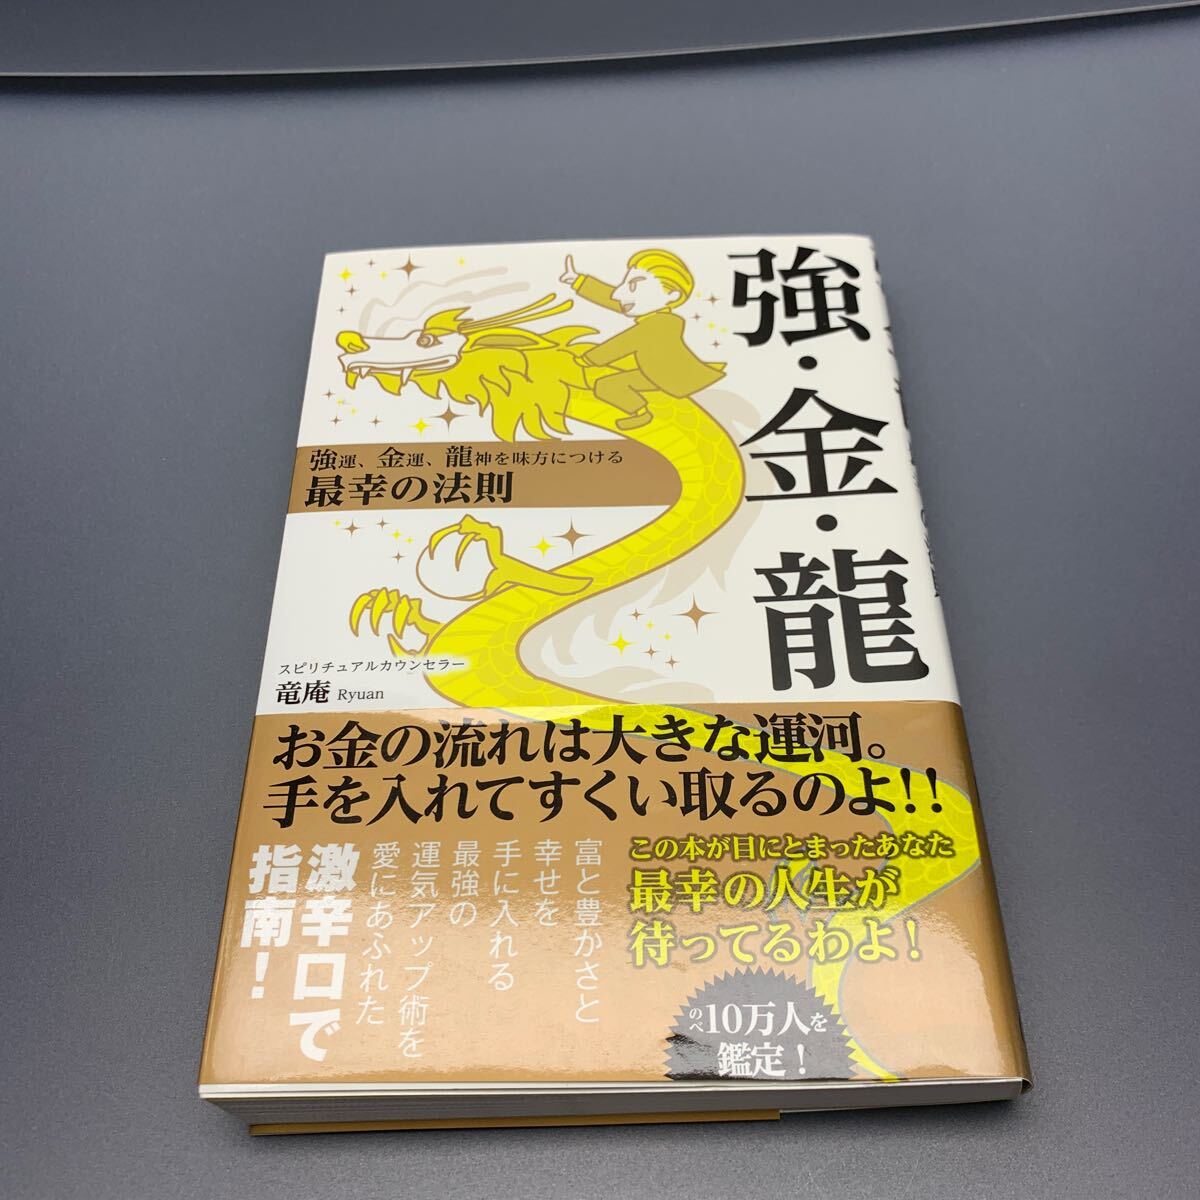 強・金・龍
強運、金運、龍神を味方につける
最幸の法則
スピリチュアルカウンセラー
竜庵 Ryuan
お金の流れは大きな運河。
手を入れてすくい取るのよ!!
この本が目にとまったあなた
最幸の人生が
待ってるわよ!
富と豊かさと
幸せを
手に入れる
最強の
運気アップ術を
愛にあふれた
激辛口で
指南!
のべ10万人を
鑑定!